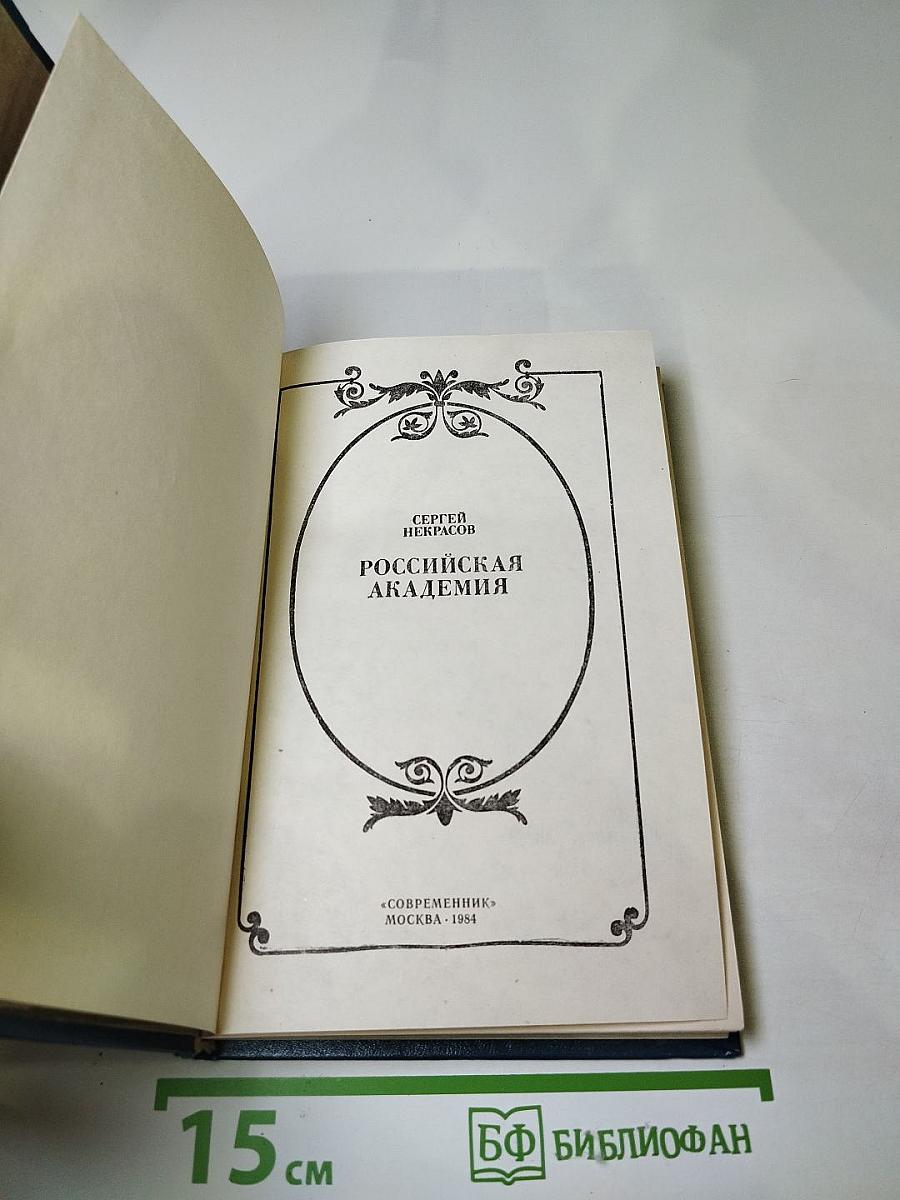 СЕРГЕЙ
НЕКРАСОВ
РОССИЙСКАЯ
АКАДЕМИЯ
«СОВРЕМЕННИК»
МОСКВА · 1984
15 см
БФ БИБЛИОФАН